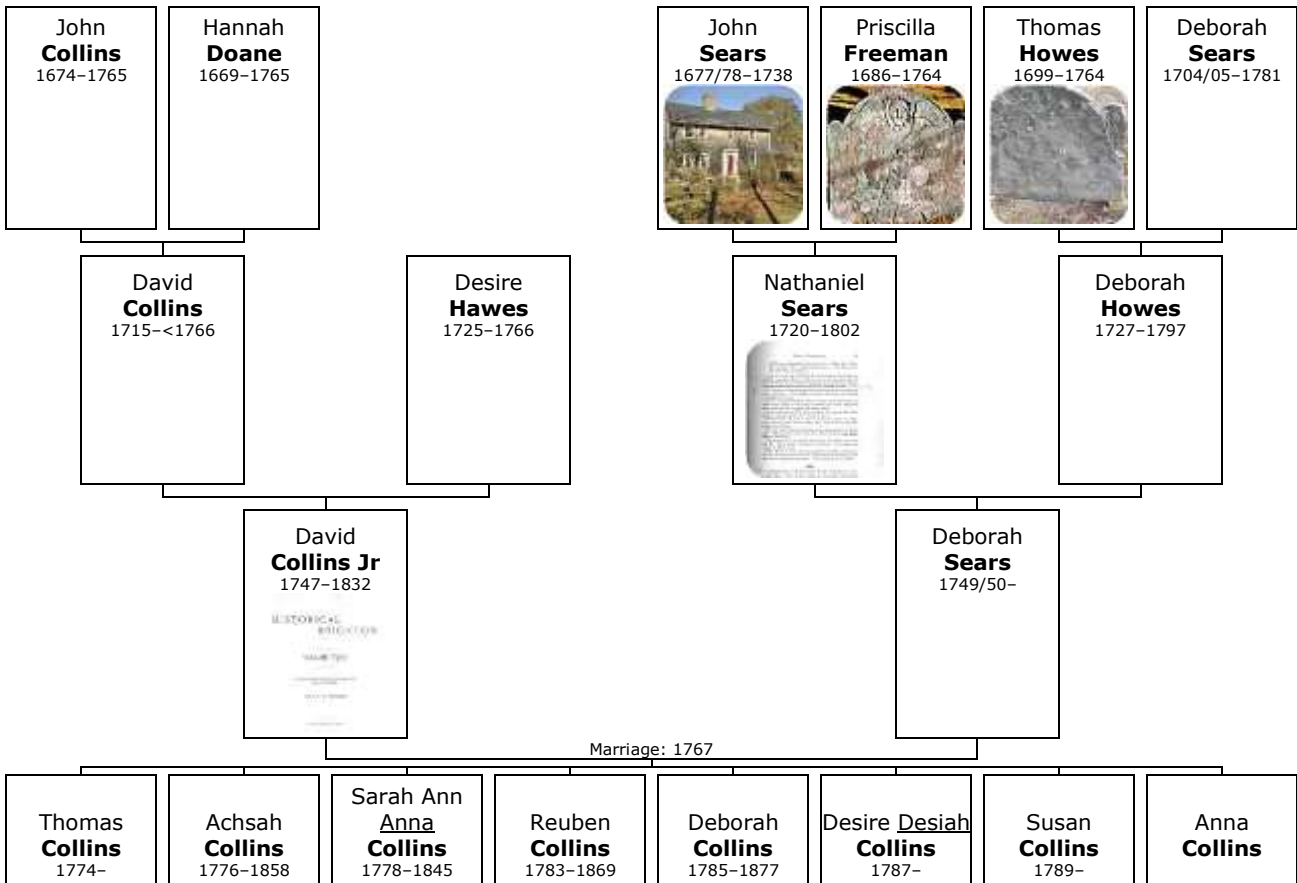 John
Collins
1674–1765
Hannah
Doane
1669–1765
John
Sears
1677/78–1738
Priscilla
Freeman
1686–1764
Thomas
Howes
1699–1764
Deborah
Sears
1704/05–1781
David
Collins
1715–<1766
Desire
Hawes
1725–1766
Nathaniel
Sears
1720–1802
Deborah
Howes
1727–1797
David
Collins Jr
1747–1832
HISTORICAL
Deborah
Sears
1749/50–
Marriage: 1767
Thomas
Collins
1774–
Achsah
Collins
1776–1858
Sarah Ann
Anna
Collins
1778–1845
Reuben
Collins
1783–1869
Deborah
Collins
1785–1877
Desire Desiah
Collins
1787–
Susan
Collins
1789–
Anna
Collins